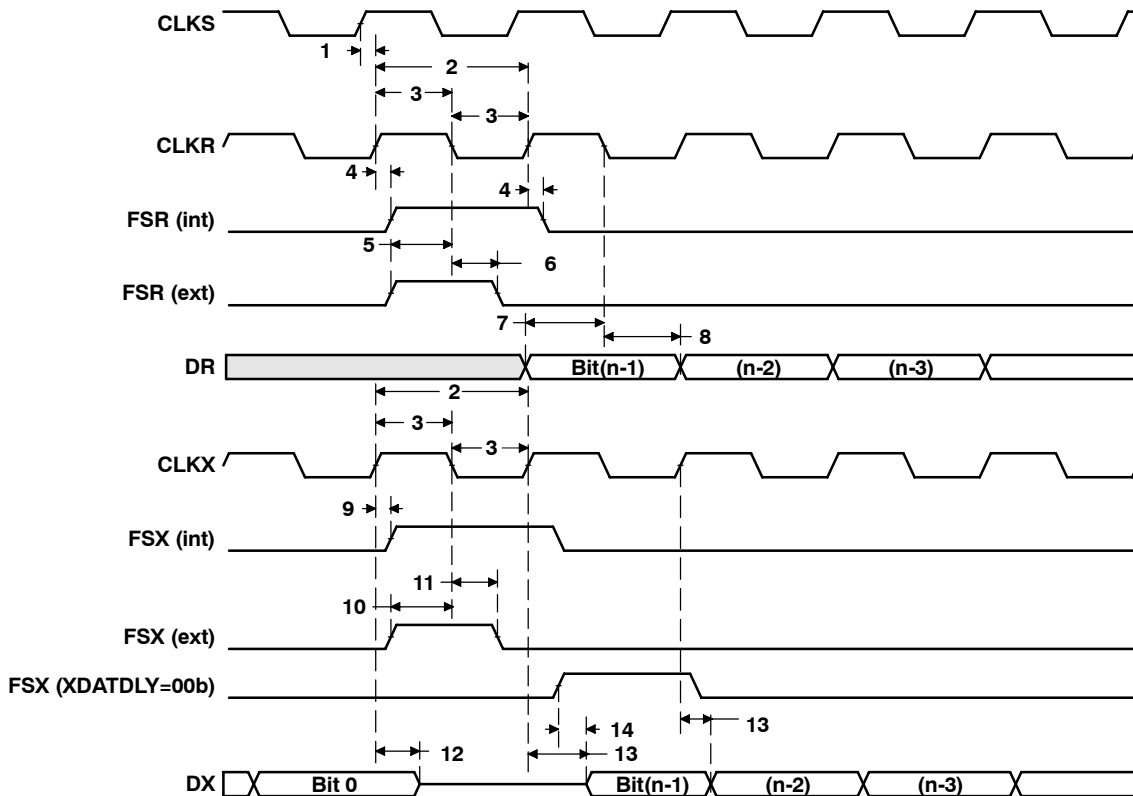 CLKS
1
2
3
3
CLKR
4
4
FSR (int)
5
6
FSR (ext)
7
8
DR
Bit(n-1)
(n-2)
(n-3)
2
3
3
CLKX
9
FSX (int)
11
10
FSX (ext)
FSX (XDATDLY=00b)
14
13
12
13
DX
Bit 0
Bit(n-1)
(n-2)
(n-3)